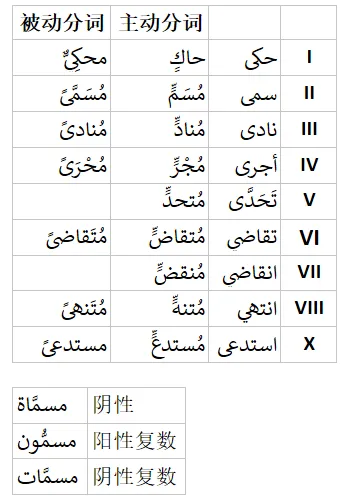 被动分词 主动分词
محكِيٌّ حاكٍ حكى I
مُسَمَّىً مُسَمٍّ سمى II
مُنادىً مُنادٍّ نادى III
مُحْرَىً مُجْرٍّ أجرى IV
مُتحدٍّ تَحَدَّى V
مُتَقاضىً مُتقاضٍّ تقاضي VI
مُنقضٍّ انقاضي VII
مُتَنهىً مُتنهٍّ انتهي VIII
مستدعىً مُستدعٍّ استدعى X
مسمَّاة 阴性
مسمُّون 阳性复数
مسمَّات 阴性复数